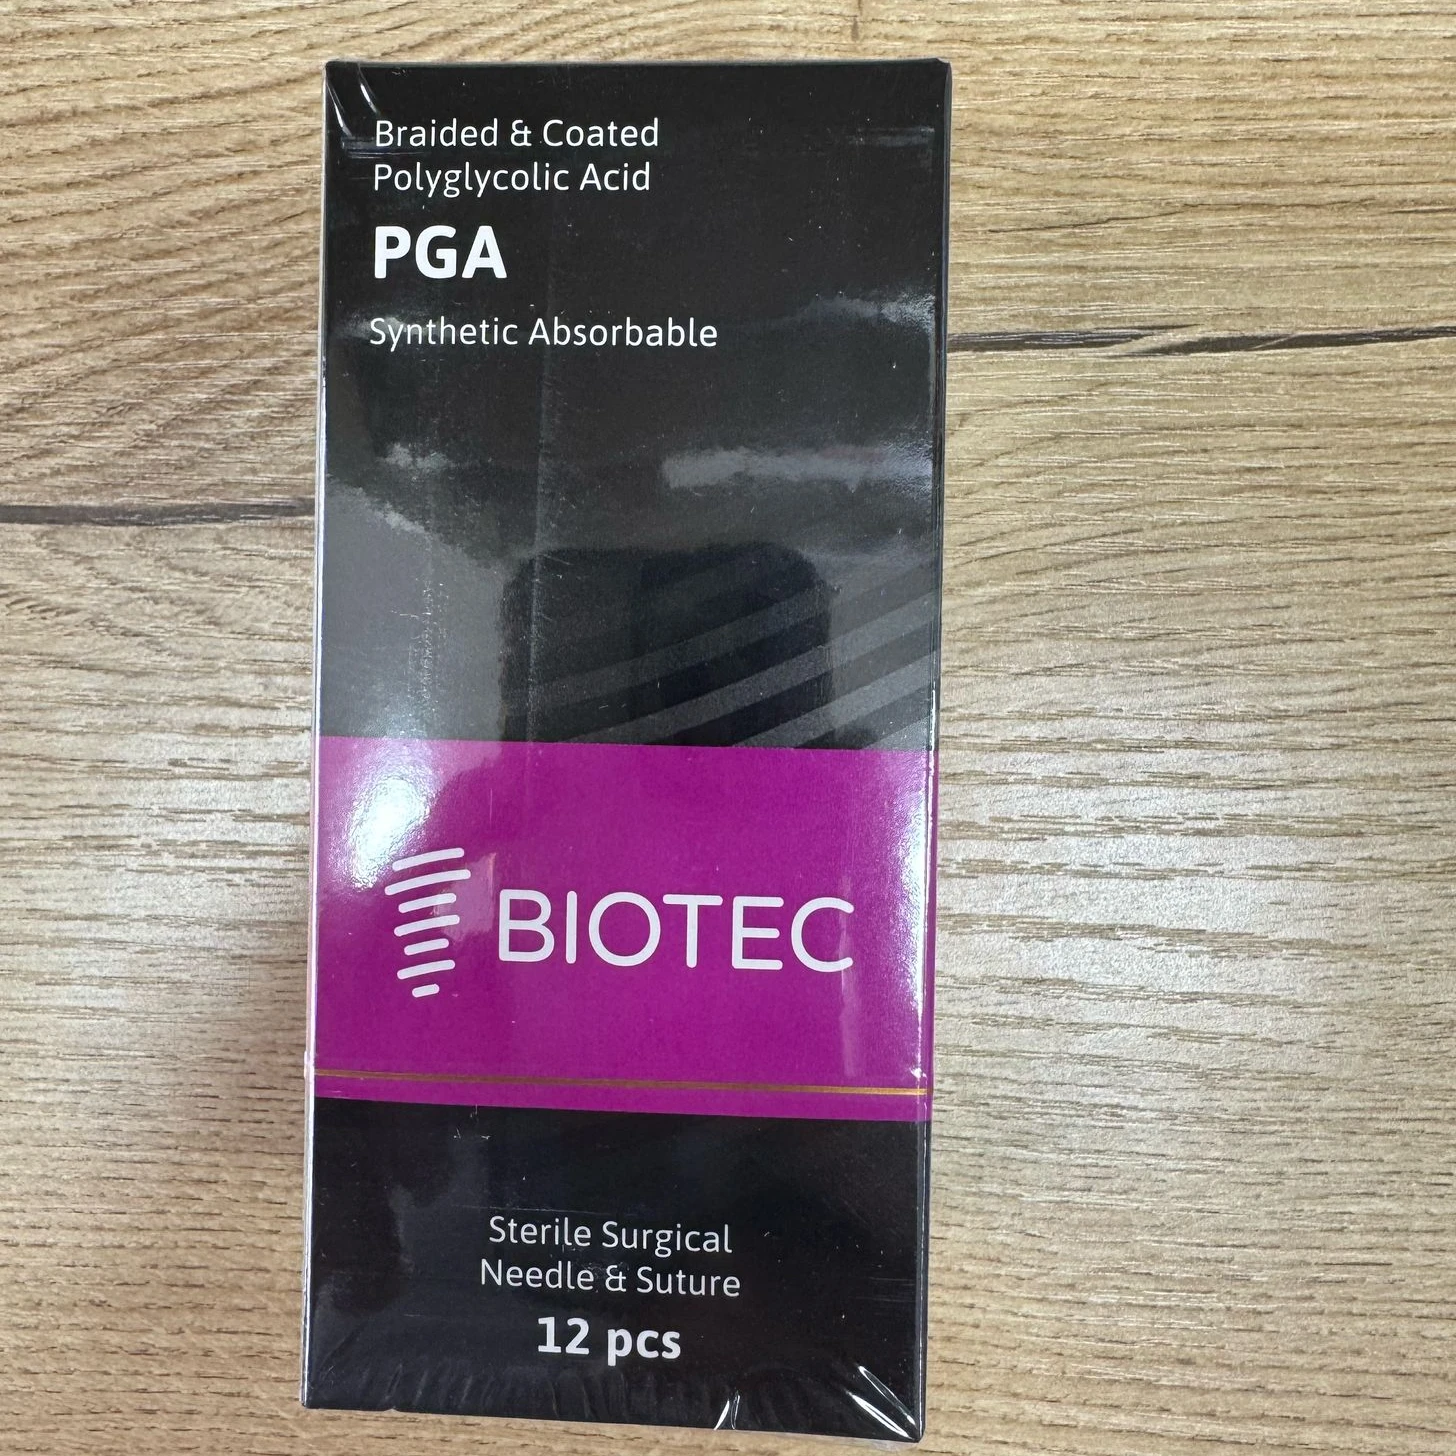 Braided & Coated
Polyglycolic Acid
PGA
Synthetic Absorbable
BIOTEC
Sterile Surgical
Needle & Suture
12 pcs